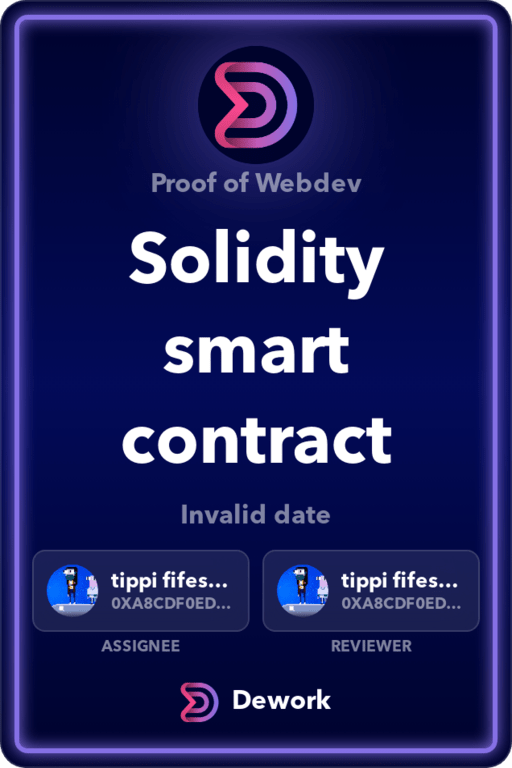 Proof of Webdev
Solidity
smart
contract
Invalid date
tippi fifes...
0XA8CDF0ED...
ASSIGNEE
tippi fifes...
0XA8CDF0ED...
REVIEWER
Dework